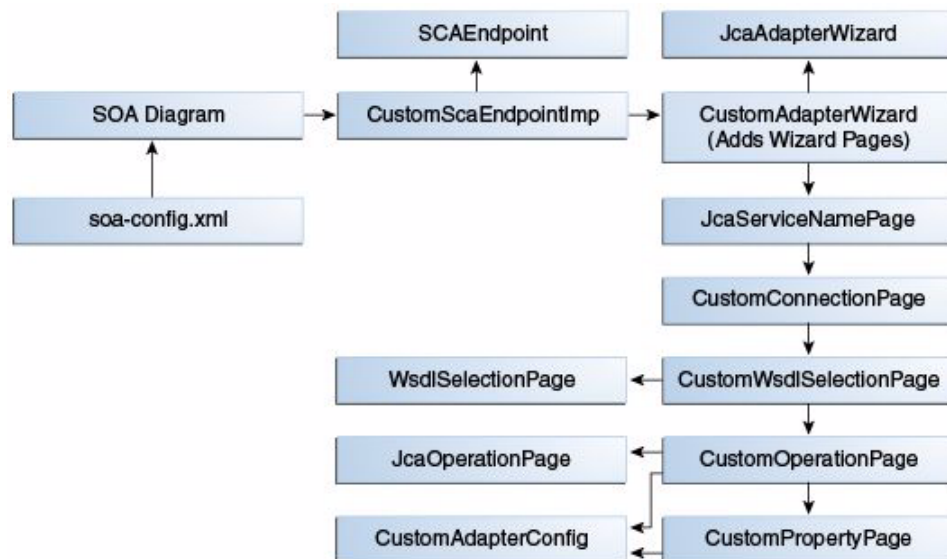 SCAEndpoint
JcaAdapterWizard
SOA Diagram
CustomScaEndpointImp
CustomAdapterWizard
(Adds Wizard Pages)
soa-config.xml
JcaServiceNamePage
CustomConnectionPage
WsdlSelectionPage
CustomWsdlSelectionPage
JcaOperationPage
CustomOperationPage
CustomAdapterConfig
CustomPropertyPage